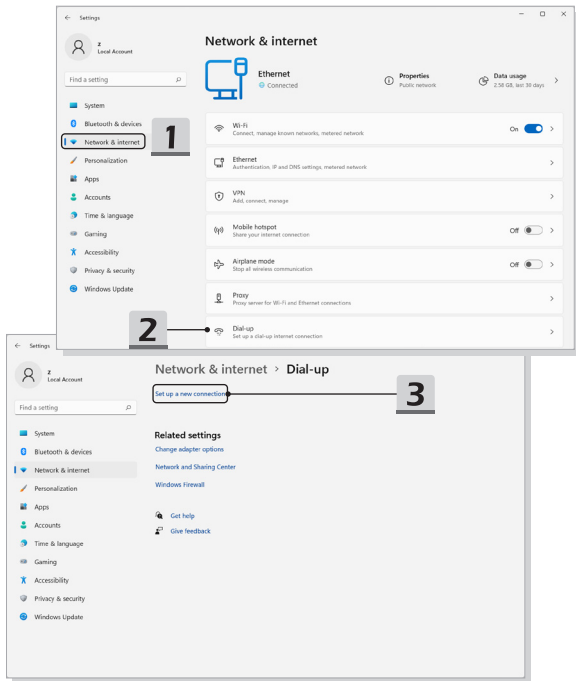 Settings
z
Local Account
Find a setting
System
Bluetooth & devices
Network & internet
Personalization
Apps
Accounts
Time & language
Gaming
Accessibility
Privacy & security
Windows Update
1
Network & internet
Ethernet
Connected
Properties
Public network
Data usage
2.58 GB, last 30 days
Wi-Fi
Connect, manage known networks, metered network
On
Ethernet
Authentication, IP and DNS settings, metered network
VPN
Add, connect, manage
Mobile hotspot
Share your internet connection
Off
Airplane mode
Stop all wireless communication
Off
Proxy
Proxy server for Wi-Fi and Ethernet connections
2
Dial-up
Set up a dial-up internet connection
Settings
z
Local Account
Find a setting
System
Bluetooth & devices
Network & internet
Personalization
Apps
Accounts
Time & language
Gaming
Accessibility
Privacy & security
Windows Update
Network & internet > Dial-up
Set up a new connection
3
Related settings
Change adapter options
Network and Sharing Center
Windows Firewall
Get help
Give feedback